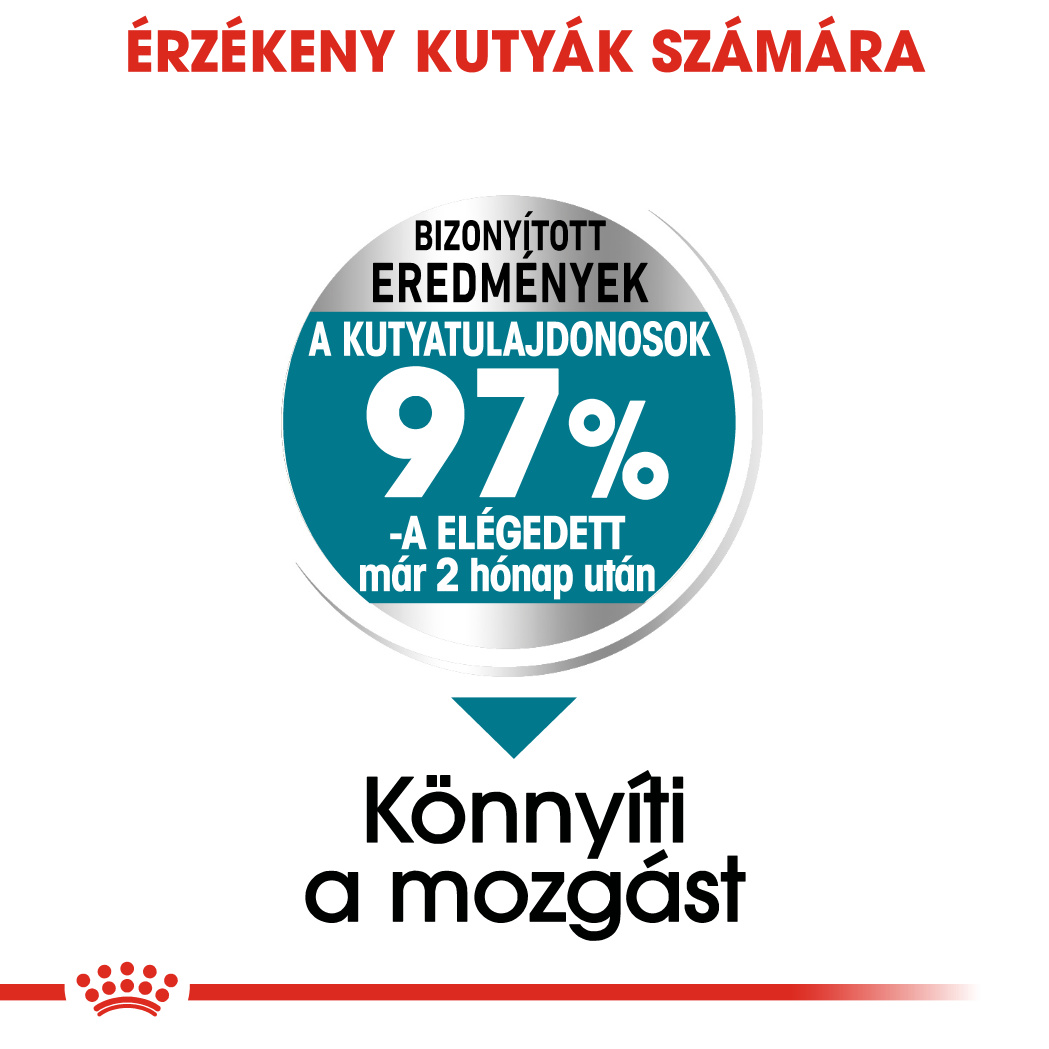 ÉRZÉKENY KUTYÁK SZÁMÁRA
BIZONYÍTOTT
EREDMÉNYEK
A KUTYATULAJDONOSOK
97%
-A ELÉGEDETT
már 2 hónap után
Könnyíti
a mozgást